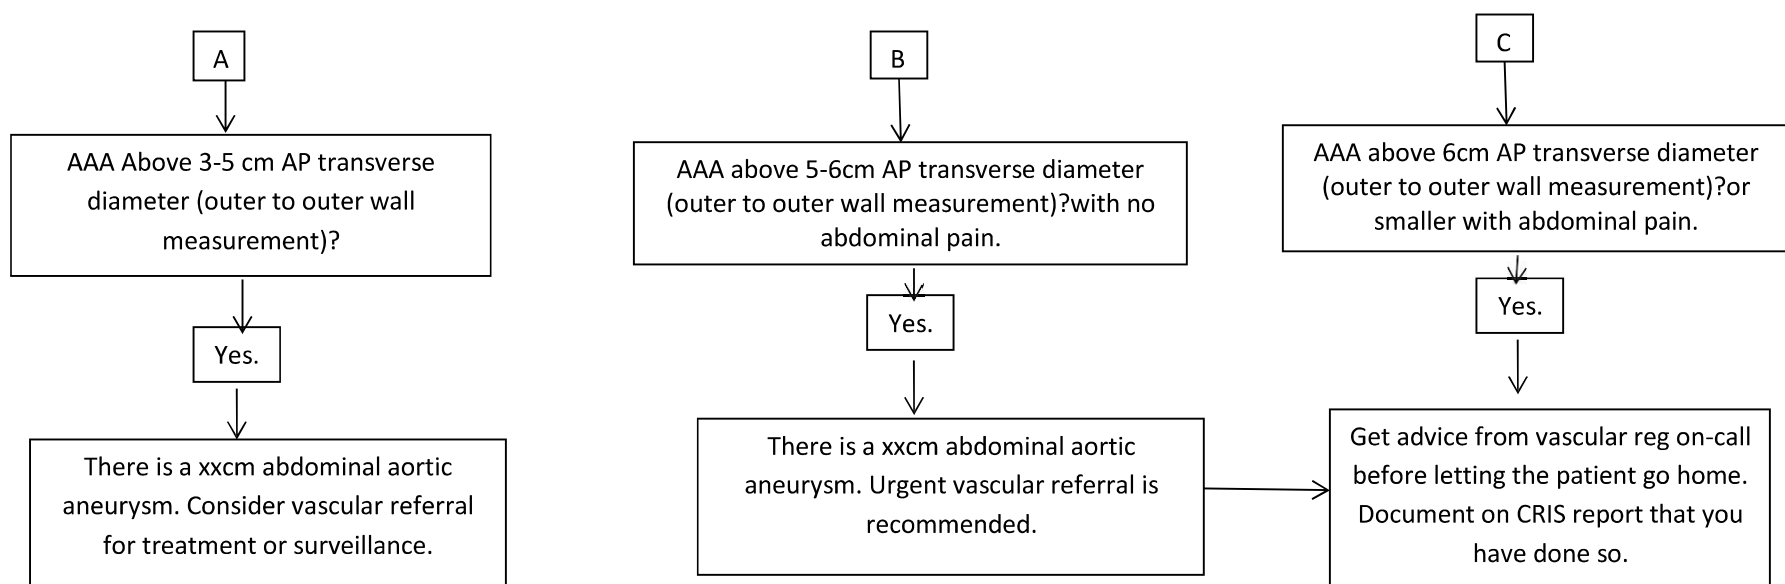 A
AAA Above 3-5 cm AP transverse
diameter (outer to outer wall
measurement)?
Yes.
There is a xxcm abdominal aortic
aneurysm. Consider vascular referral
for treatment or surveillance.
B
AAA above 5-6cm AP transverse diameter
(outer to outer wall measurement)?with no
abdominal pain.
Yes.
There is a xxcm abdominal aortic
aneurysm. Urgent vascular referral is
recommended.
C
AAA above 6cm AP transverse diameter
(outer to outer wall measurement)?or
smaller with abdominal pain.
Yes.
Get advice from vascular reg on-call
before letting the patient go home.
Document on CRIS report that you
have done so.